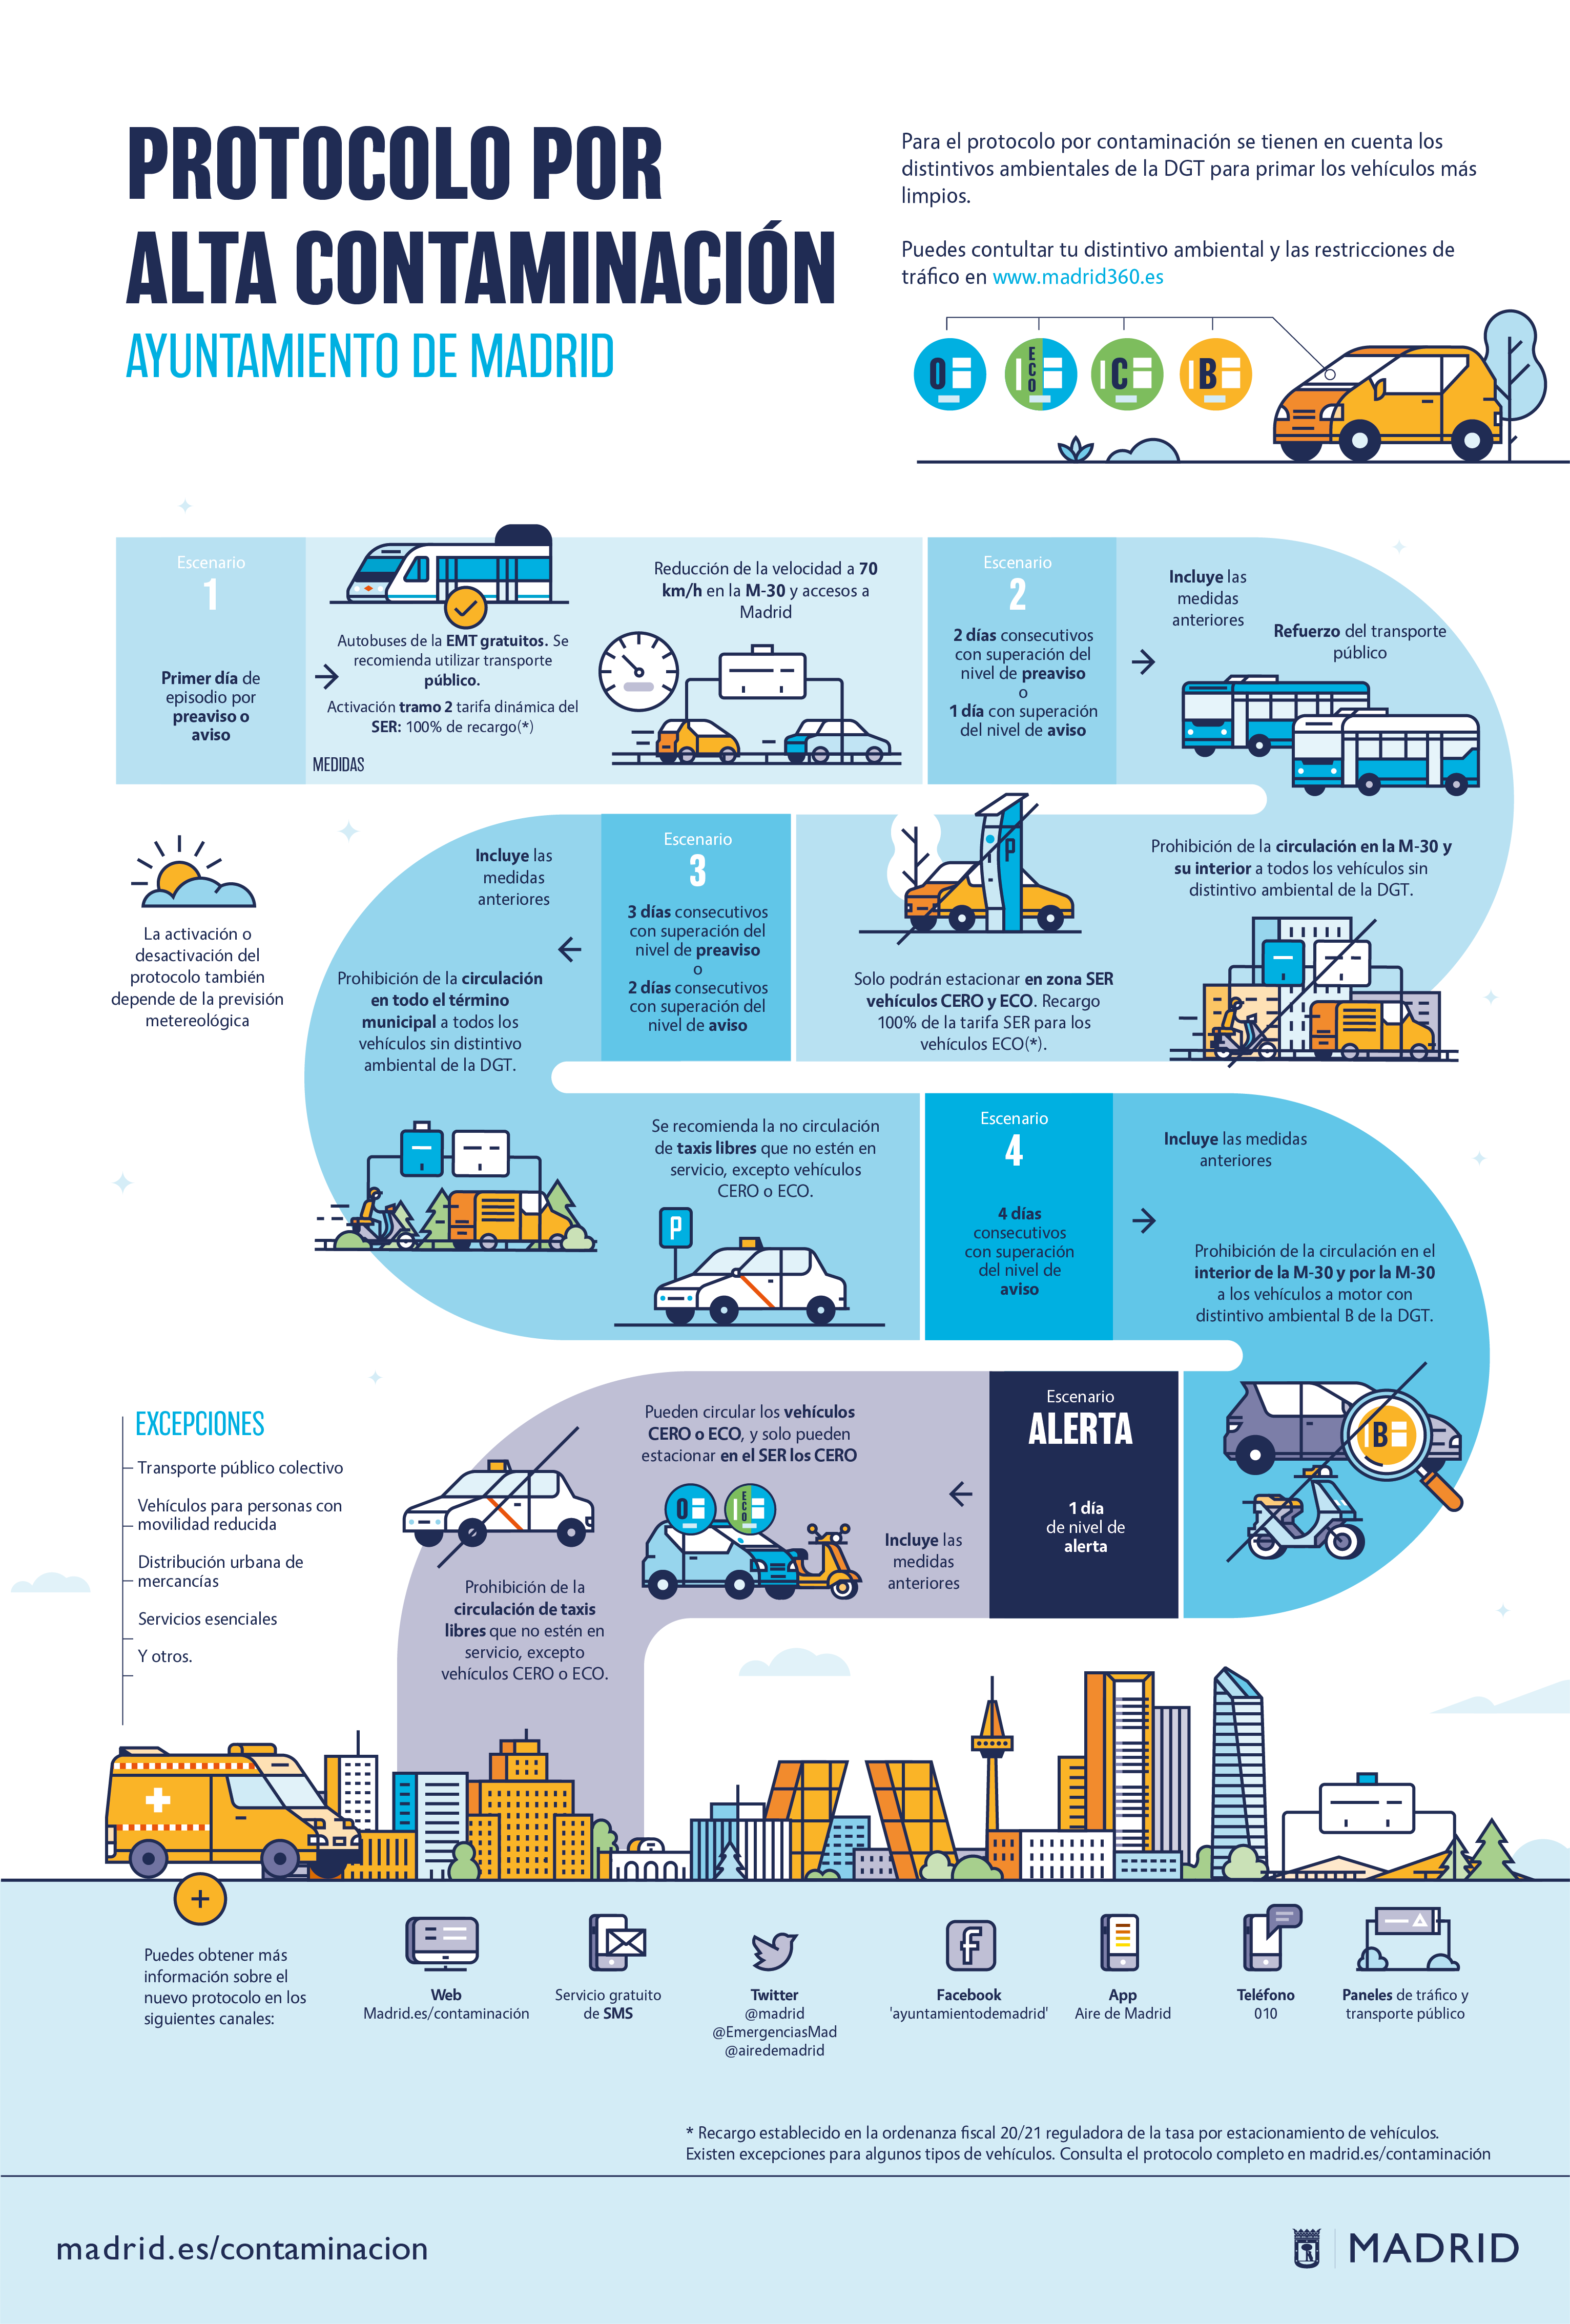 PROTOCOLO POR
ALTA CONTAMINACIÓN
AYUNTAMIENTO DE MADRID
Para el protocolo por contaminación se tienen en cuenta los
distintivos ambientales de la DGT para primar los vehículos más
limpios.
Puedes contultar tu distintivo ambiental y las restricciones de
tráfico en www.madrid360.es
0
ECO
C
B
Escenario
1
Primer día de
episodio por
preaviso o
aviso
MEDIDAS
Autobuses de la EMT gratuitos. Se
recomienda utilizar transporte
público.
Activación tramo 2 tarifa dinámica del
SER: 100% de recargo(*)
Reducción de la velocidad a 70
km/h en la M-30 y accesos a
Madrid
Escenario
2
2 días consecutivos
con superación del
nivel de preaviso
o
1 día con superación
del nivel de aviso
Incluye las
medidas
anteriores
Refuerzo del transporte
público
Prohibición de la circulación en la M-30 y
su interior a todos los vehículos sin
distintivo ambiental de la DGT.
P
Solo podrán estacionar en zona SER
vehículos CERO y ECO. Recargo
100% de la tarifa SER para los
vehículos ECO(*).
Escenario
3
3 días consecutivos
con superación del
nivel de preaviso
o
2 días consecutivos
con superación del
nivel de aviso
Incluye las
medidas
anteriores
Prohibición de la circulación
en todo el término
municipal a todos los
vehículos sin distintivo
ambiental de la DGT.
La activación o
desactivación del
protocolo también
depende de la previsión
metereológica
Se recomienda la no circulación
de taxis libres que no estén en
servicio, excepto vehículos
CERO o ECO.
P
Escenario
4
4 días
consecutivos
con superación
del nivel de
aviso
Incluye las medidas
anteriores
Prohibición de la circulación en el
interior de la M-30 y por la M-30
a los vehículos a motor con
distintivo ambiental B de la DGT.
B
Escenario
ALERTA
1 día
de nivel de
alerta
Incluye las
medidas
anteriores
Pueden circular los vehículos
CERO o ECO, y solo pueden
estacionar en el SER los CERO
0
ECO
Prohibición de la
circulación de taxis
libres que no estén en
servicio, excepto
vehículos CERO o ECO.
EXCEPCIONES
Transporte público colectivo
Vehículos para personas con
movilidad reducida
Distribución urbana de
mercancías
Servicios esenciales
Y otros.
Puedes obtener más
información sobre el
nuevo protocolo en los
siguientes canales:
Web
Madrid.es/contaminación
Servicio gratuito
de SMS
Twitter
@madrid
@EmergenciasMad
@airedemadrid
Facebook
'ayuntamientodemadrid'
App
Aire de Madrid
Teléfono
010
Paneles de tráfico y
transporte público
* Recargo establecido en la ordenanza fiscal 20/21 reguladora de la tasa por estacionamiento de vehículos.
Existen excepciones para algunos tipos de vehículos. Consulta el protocolo completo en madrid.es/contaminación
madrid.es/contaminacion
MADRID